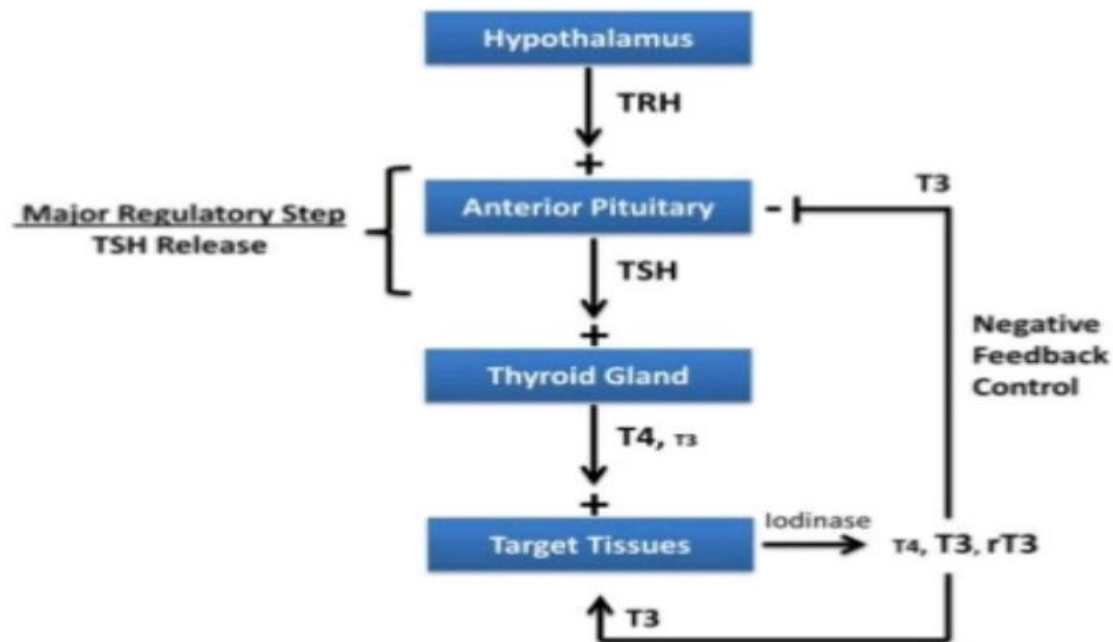 Hypothalamus
TRH
+
Anterior Pituitary
-
T3
Major Regulatory Step
TSH Release
TSH
+
Thyroid Gland
Negative
Feedback
Control
T4, T3
+
Target Tissues
Iodinase
T4, T3, rT3
T3